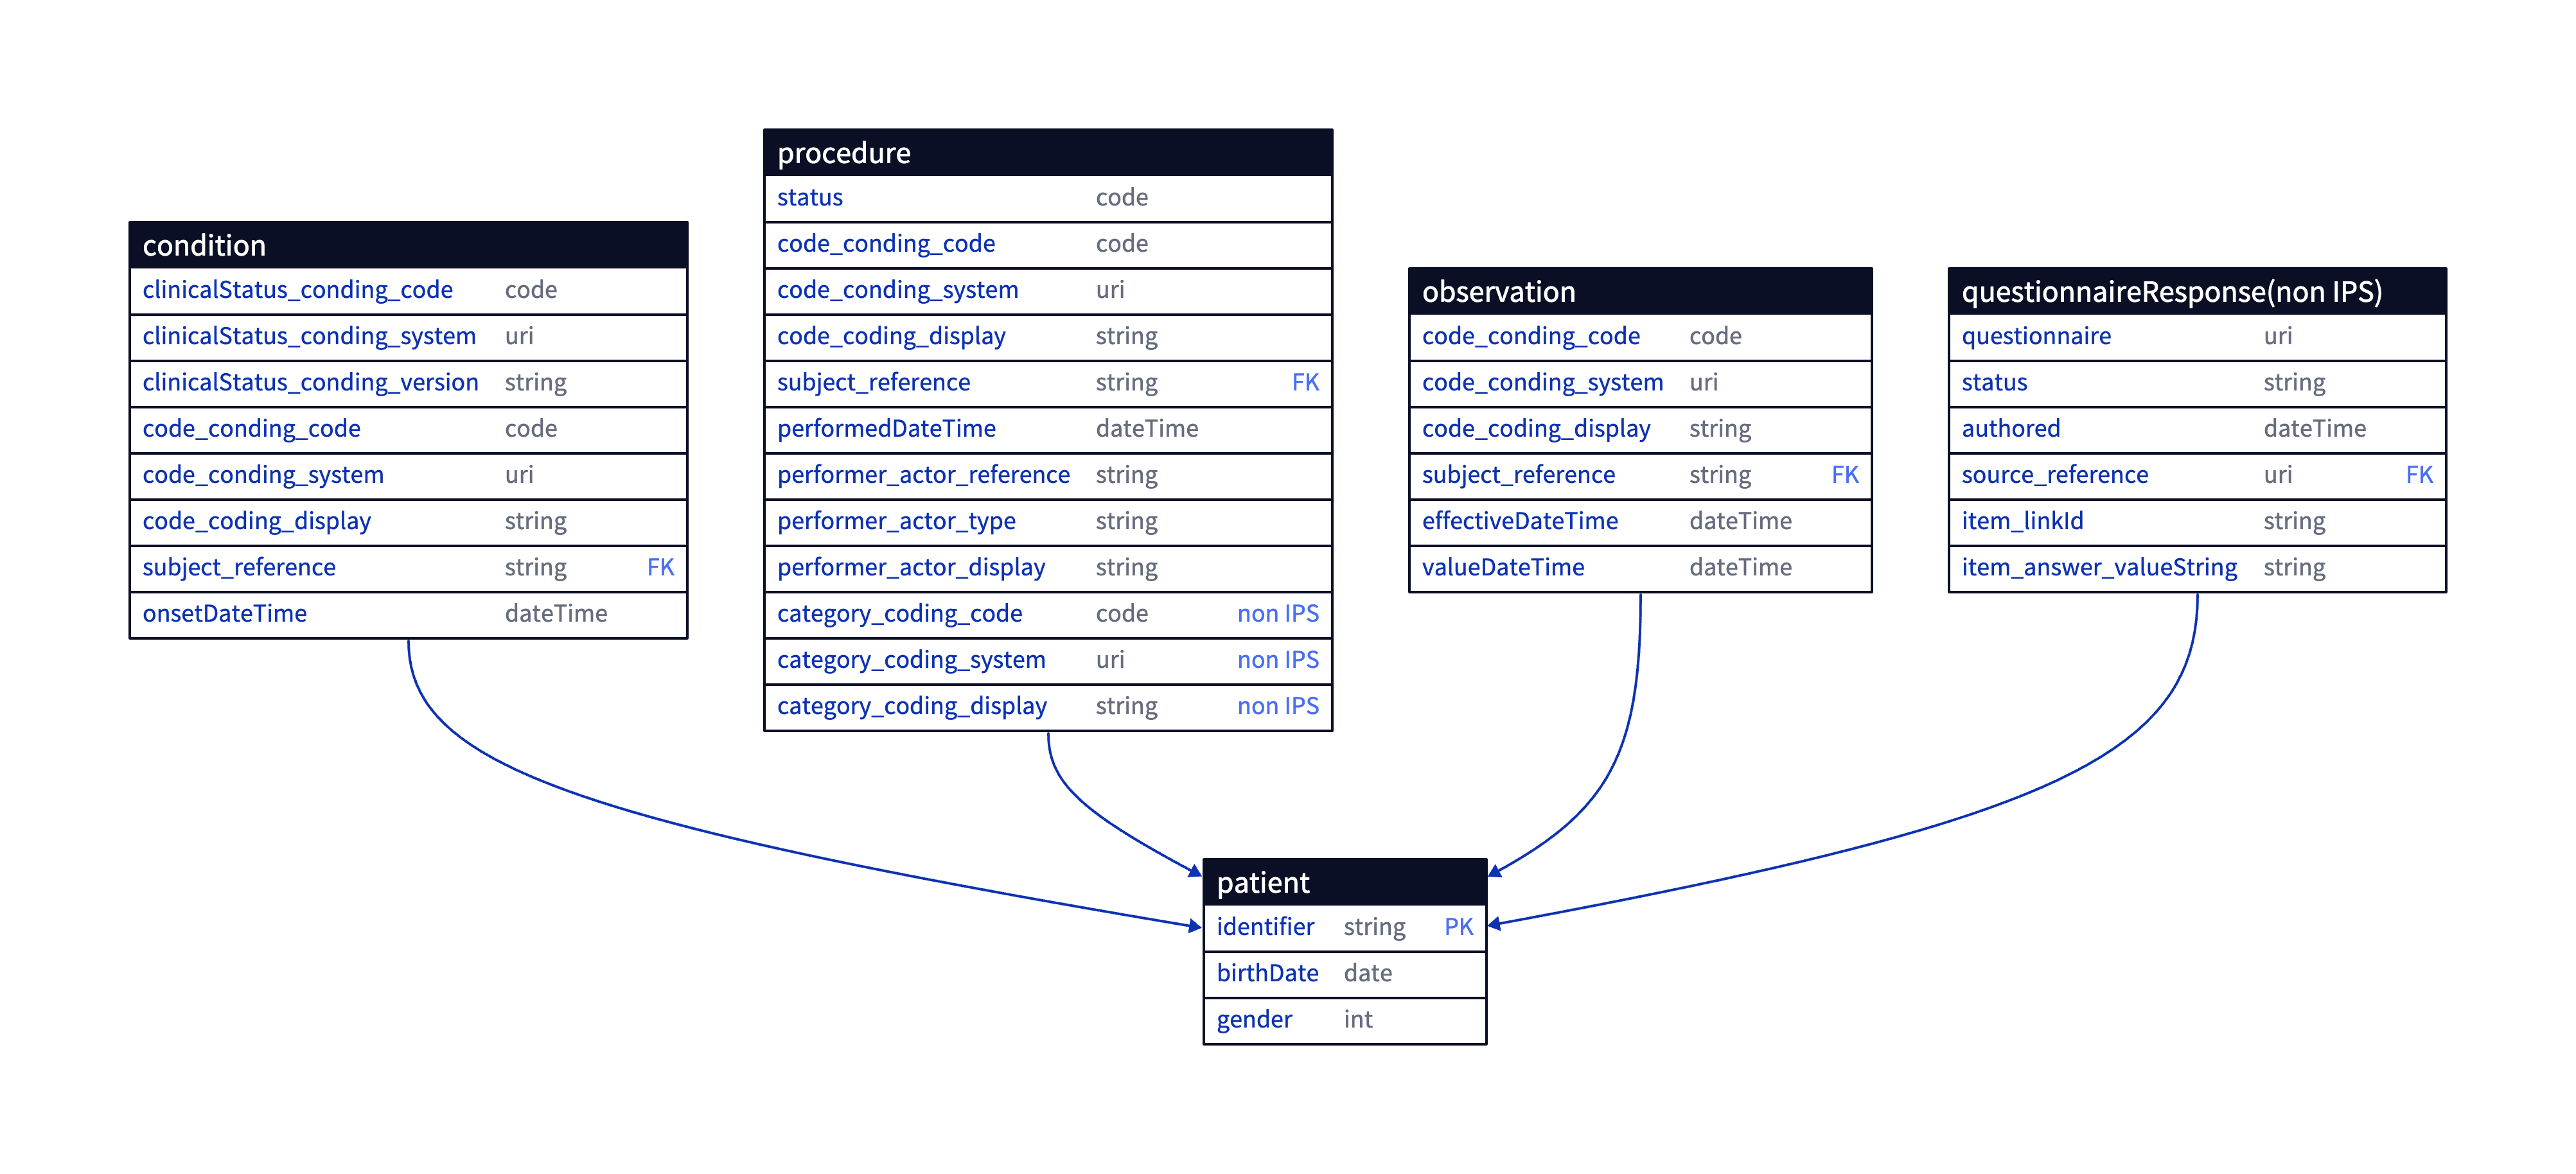 condition
clinicalStatus_conding_code code
clinicalStatus_conding_system uri
clinicalStatus_conding_version string
code_conding_code code
code_conding_system uri
code_coding_display string
subject_reference string FK
onsetDateTime dateTime
procedure
status code
code_conding_code code
code_conding_system uri
code_coding_display string
subject_reference string FK
performedDateTime dateTime
performer_actor_reference string
performer_actor_type string
performer_actor_display string
category_coding_code code non IPS
category_coding_system uri non IPS
category_coding_display string non IPS
observation
code_conding_code code
code_conding_system uri
code_coding_display string
subject_reference string FK
effectiveDateTime dateTime
valueDateTime dateTime
questionnaireResponse(non IPS)
questionnaire uri
status string
authored dateTime
source_reference uri FK
item_linkId string
item_answer_valueString string
patient
identifier string PK
birthDate date
gender int